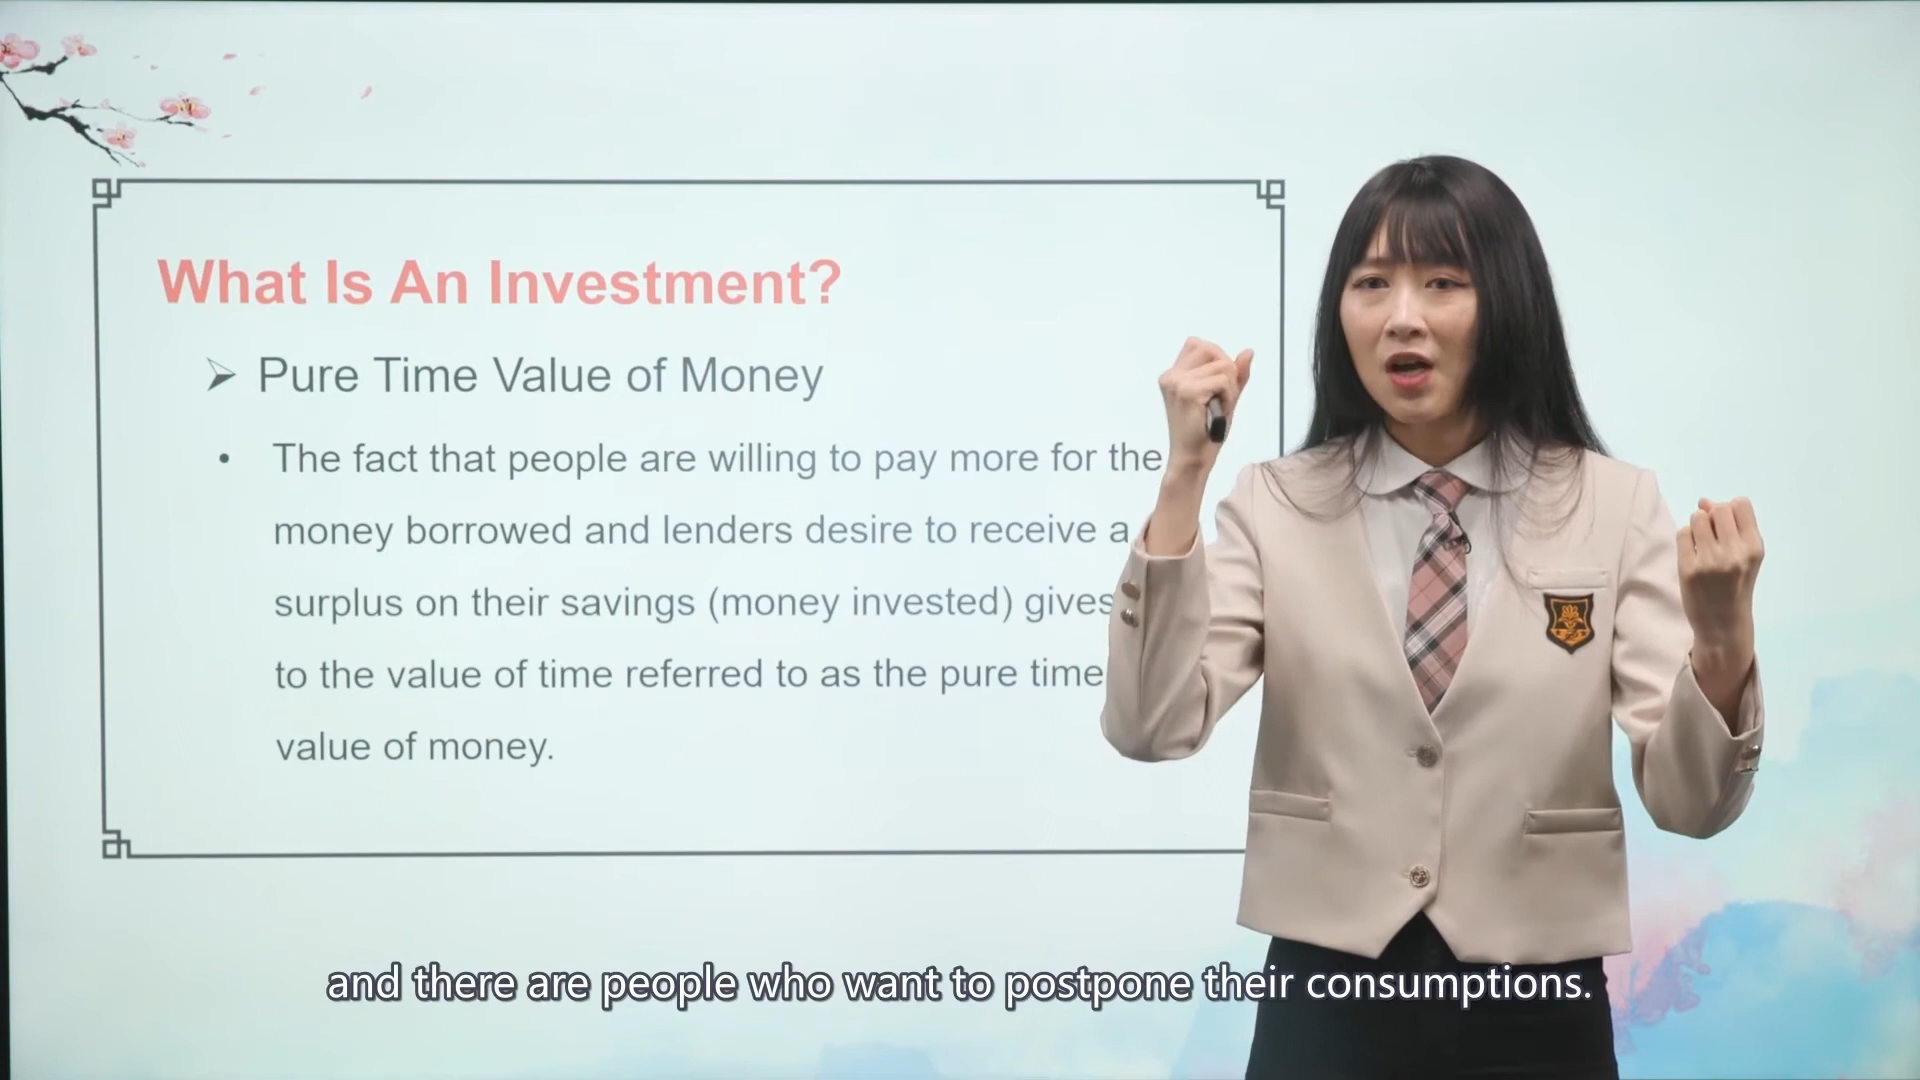 What Is An Investment?
➢ Pure Time Value of Money
• The fact that people are willing to pay more for the
money borrowed and lenders desire to receive a
surplus on their savings (money invested) gives
to the value of time referred to as the pure time
value of money.
and there are people who want to postpone their consumptions.